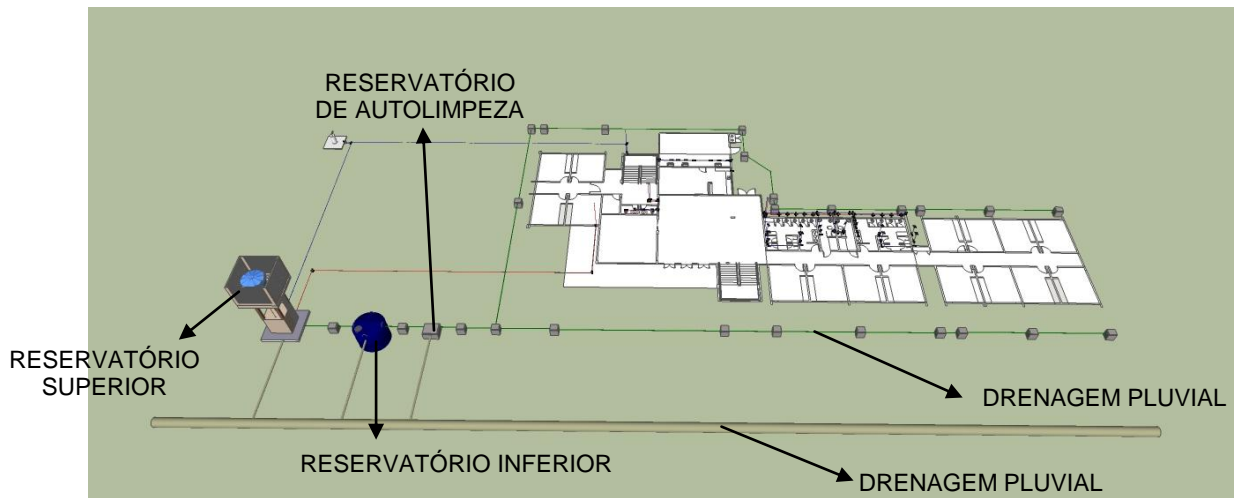 RESERVATÓRIO
DE AUTOLIMPEZA
RESERVATÓRIO
SUPERIOR
DRENAGEM PLUVIAL
RESERVATÓRIO INFERIOR
DRENAGEM PLUVIAL